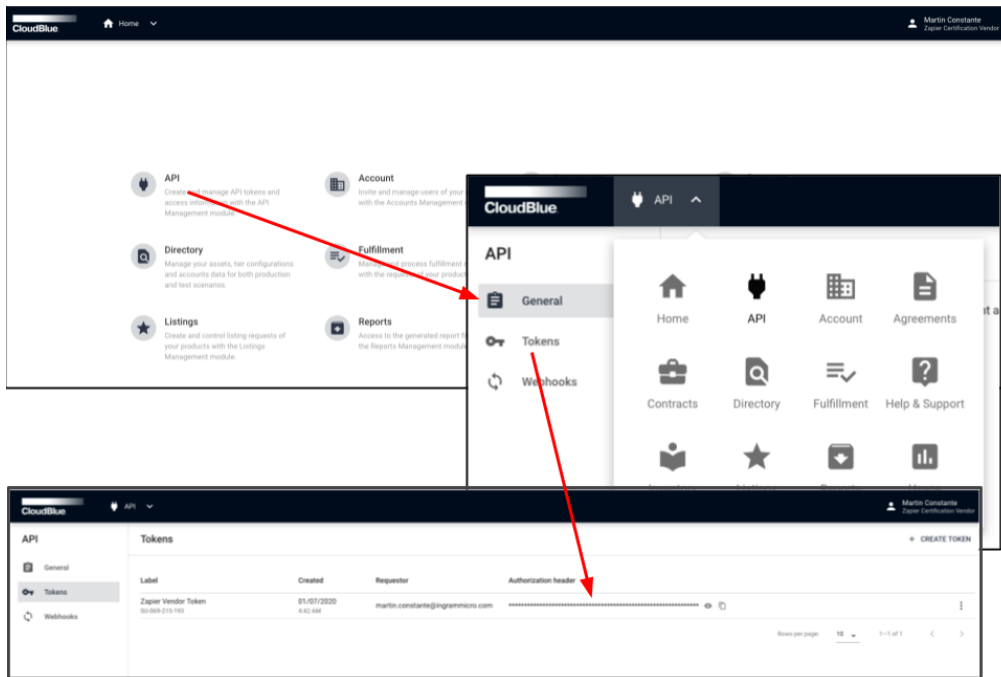 CloudBlue
Home
Martin Constante
Zapier Certification Vendor
API
Create and manage API tokens and
access information with the API
Management module
Account
Invite and manage users of your
with the Accounts Management
Directory
Manage your assets, tier configurations
and accounts data for both production
and test scenarios.
Fulfillment
Manage and process fulfillment
with the requests of your product
Listings
Create and control listing requests of
your products with the Listings
Management module.
Reports
Access to the generated report
the Reports Management module
CloudBlue
API
API
General
Tokens
Webhooks
Home
API
Account
Agreements
Contracts
Directory
Fulfillment
Help & Support
CloudBlue
API
Martin Constante
Zapier Certification Vendor
API
General
Tokens
Webhooks
Tokens
+ CREATE TOKEN
Label
Created
Requestor
Authorization header
Zapier Vendor Token
SU-069-215-193
01/07/2020
4:42 AM
martin.constante@ingrammicro.com
Rows per page
10
1–1 of 1